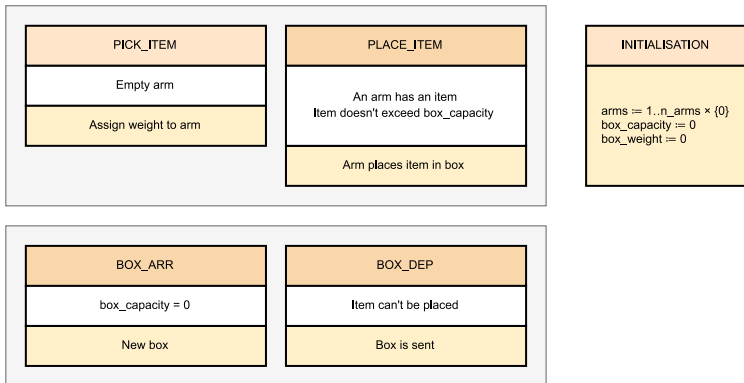 PICK_ITEM
Empty arm
Assign weight to arm
PLACE_ITEM
An arm has an item
Item doesn't exceed box_capacity
Arm places item in box
INITIALISATION
arms ≔ 1‥n_arms × {0}
box_capacity ≔ 0
box_weight ≔ 0
BOX_ARR
box_capacity = 0
New box
BOX_DEP
Item can't be placed
Box is sent